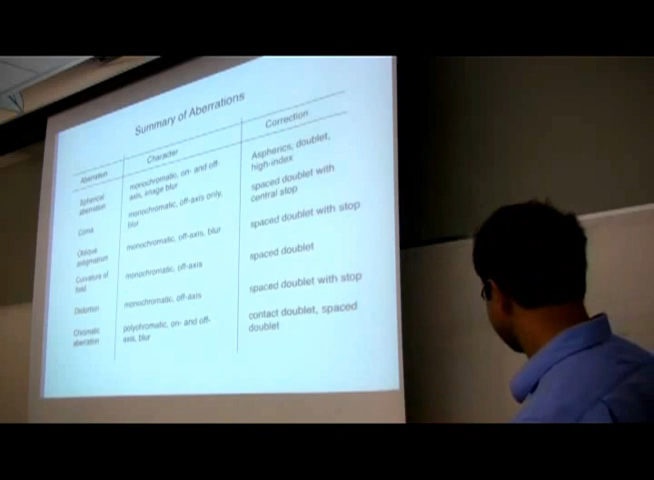 Summary of Aberrations
Aberration Character Correction
Spherical aberration monochromatic, on- and off-axis, image blur Aspherics, doublet, high-index
Coma monochromatic, off-axis only, blur spaced doublet with central stop
Oblique astigmatism monochromatic, off-axis, blur spaced doublet with stop
Curvature of field monochromatic, off-axis spaced doublet
Distortion monochromatic, off-axis spaced doublet with stop
Chromatic aberration polychromatic, on- and off-axis, blur contact doublet, spaced doublet